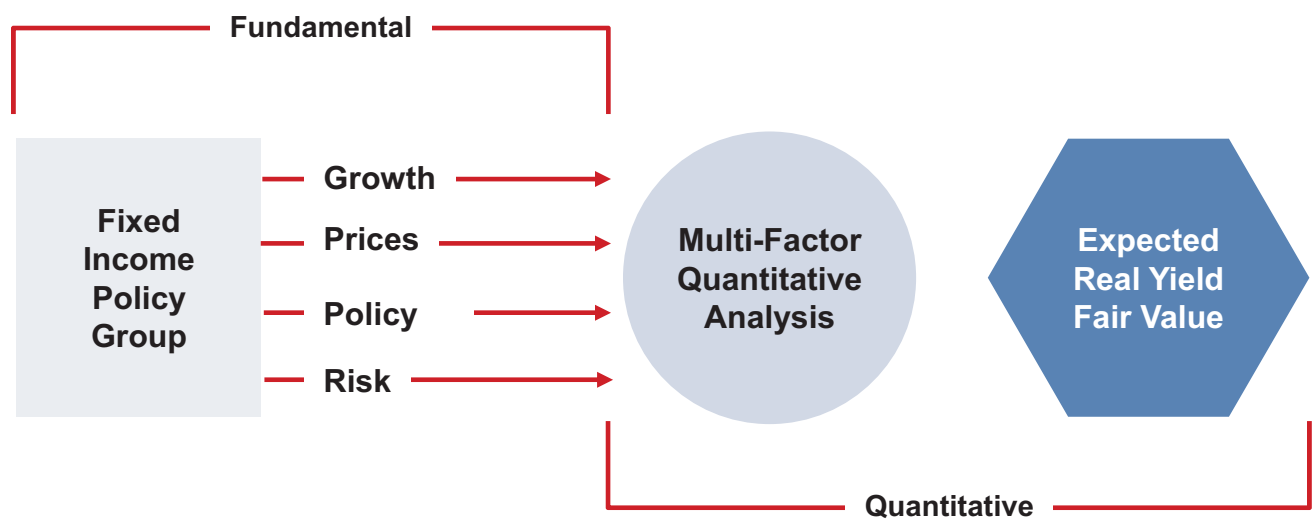 Fundamental
Fixed
Income
Policy
Group
Growth
Prices
Policy
Risk
Multi-Factor
Quantitative
Analysis
Expected
Real Yield
Fair Value
Quantitative